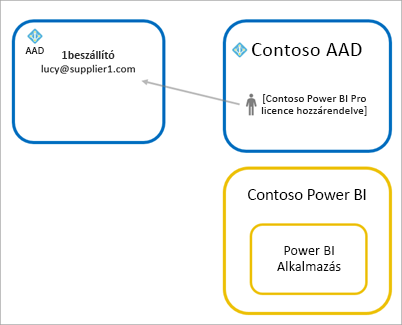 AAD
1beszállító
lucy@supplier1.com
Contoso AAD
[Contoso Power BI Pro
licence hozzárendelve]
Contoso Power BI
Power BI
Alkalmazás